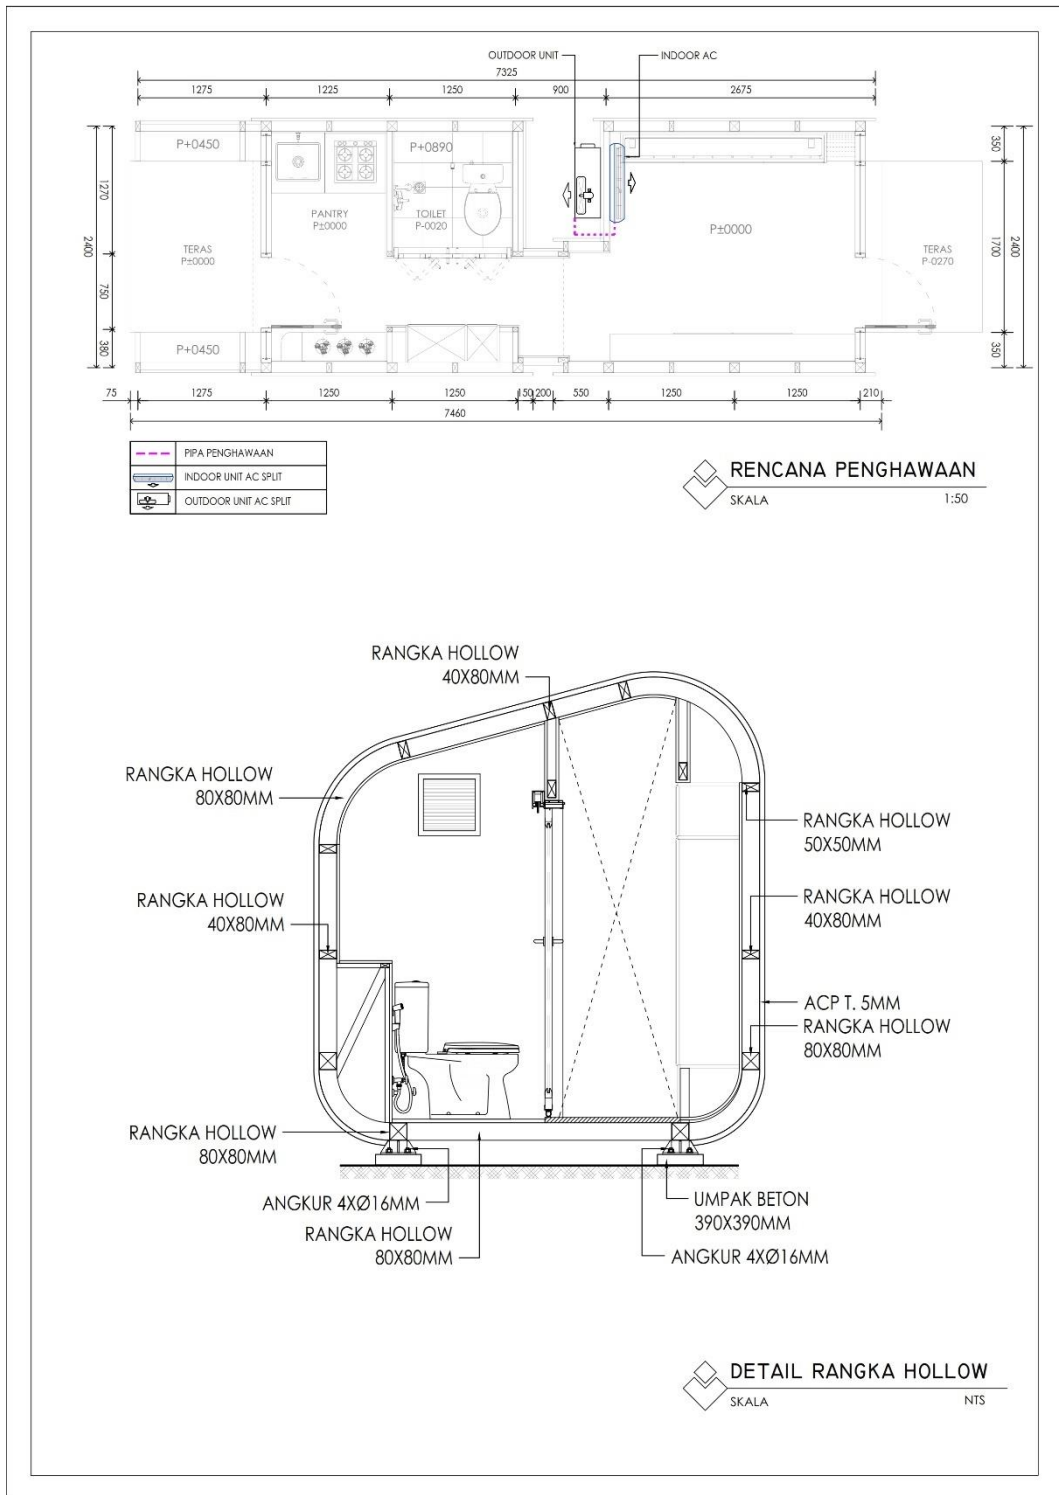 OUTDOOR UNIT
INDOOR AC
7325
1275 1225 1250 900 2675
P+0450
P+0890
PANTRY
P±0000
TOILET
P-0020
TERAS
P±0000
P±0000
TERAS
P-0270
P+0450
2400
1270
750
380
350
1700
350
2400
75 1275 1250 1250 150 200 550 1250 1250 210
7460
PIPA PENGHAWAAN
INDOOR UNIT AC SPLIT
OUTDOOR UNIT AC SPLIT
RENCANA PENGHAWAAN
SKALA 1:50
RANGKA HOLLOW
40X80MM
RANGKA HOLLOW
80X80MM
RANGKA HOLLOW
50X50MM
RANGKA HOLLOW
40X80MM
RANGKA HOLLOW
40X80MM
ACP T. 5MM
RANGKA HOLLOW
80X80MM
RANGKA HOLLOW
80X80MM
ANGKUR 4XØ16MM
UMPAK BETON
390X390MM
RANGKA HOLLOW
80X80MM
ANGKUR 4XØ16MM
DETAIL RANGKA HOLLOW
SKALA NTS